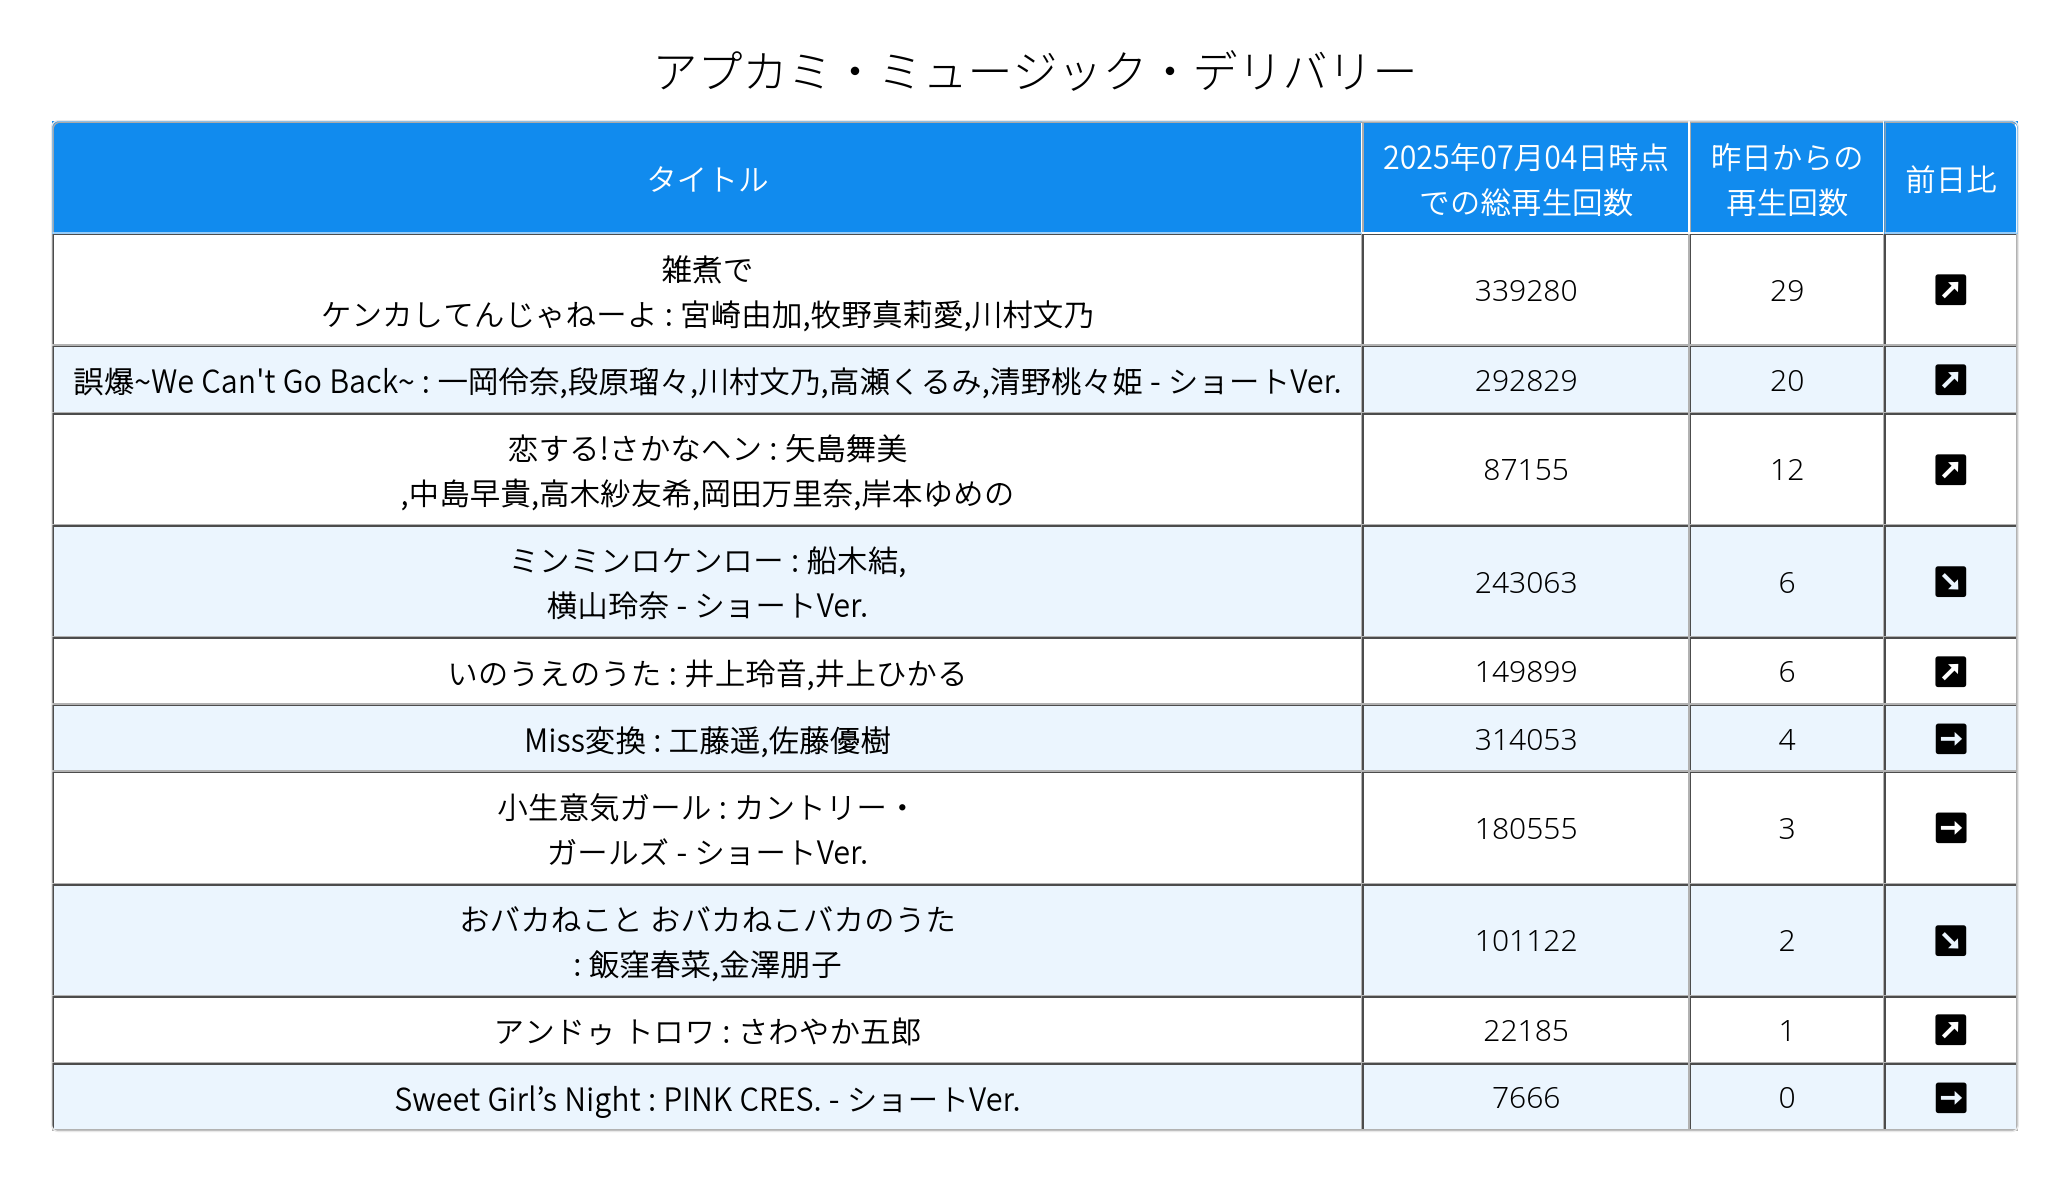 アプカミ・ミュージック・デリバリー
タイトル
2025年07月04日時点
での総再生回数
昨日からの
再生回数
前日比
雑煮で
ケンカしてんじゃねーよ : 宮崎由加,牧野真莉愛,川村文乃
339280
29
↗
誤爆~We Can't Go Back~ : 一岡伶奈,段原瑠々,川村文乃,高瀬くるみ,清野桃々姫 - ショートVer.
292829
20
↗
恋する!さかなヘン : 矢島舞美
,中島早貴,高木紗友希,岡田万里奈,岸本ゆめの
87155
12
↗
ミンミンロケンロー : 船木結,
横山玲奈 - ショートVer.
243063
6
↘
いのうえのうた : 井上玲音,井上ひかる
149899
6
↗
Miss変換 : 工藤遥,佐藤優樹
314053
4
→
小生意気ガール : カントリー・
ガールズ - ショートVer.
180555
3
→
おバカねこと おバカねこバカのうた
: 飯窪春菜,金澤朋子
101122
2
↘
アンドゥ トロワ : さわやか五郎
22185
1
↗
Sweet Girl’s Night : PINK CRES. - ショートVer.
7666
0
→